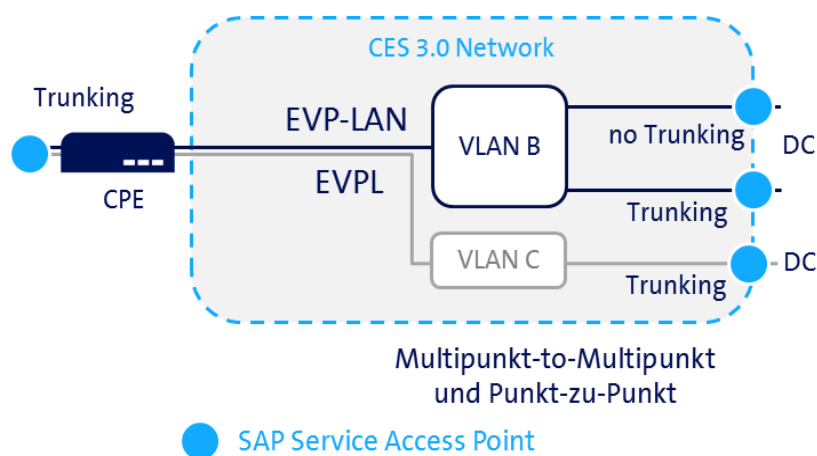 CES 3.0 Network
Trunking
EVP-LAN
VLAN B
no Trunking
DC
CPE
EVPL
Trunking
VLAN C
DC
Trunking
Multipunkt-to-Multipunkt
und Punkt-zu-Punkt
SAP Service Access Point